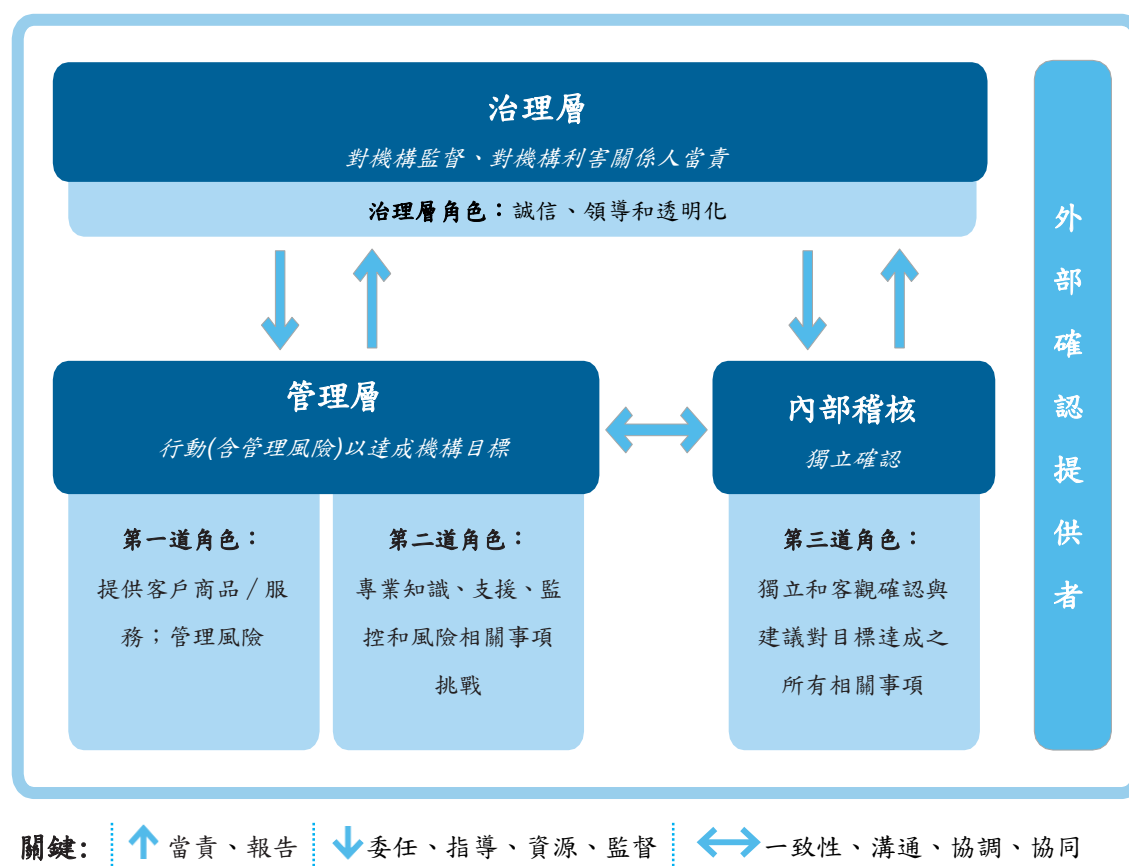 治理層
對機構監督、對機構利害關係人當責
治理層角色：誠信、領導和透明化
管理層
行動(含管理風險)以達成機構目標
第一道角色：
提供客戶商品／服
務；管理風險
第二道角色：
專業知識、支援、監
控和風險相關事項
挑戰
內部稽核
獨立確認
第三道角色：
獨立和客觀確認與
建議對目標達成之
所有相關事項
外部確認提供者
關鍵: 當責、報告 委任、指導、資源、監督 一致性、溝通、協調、協同